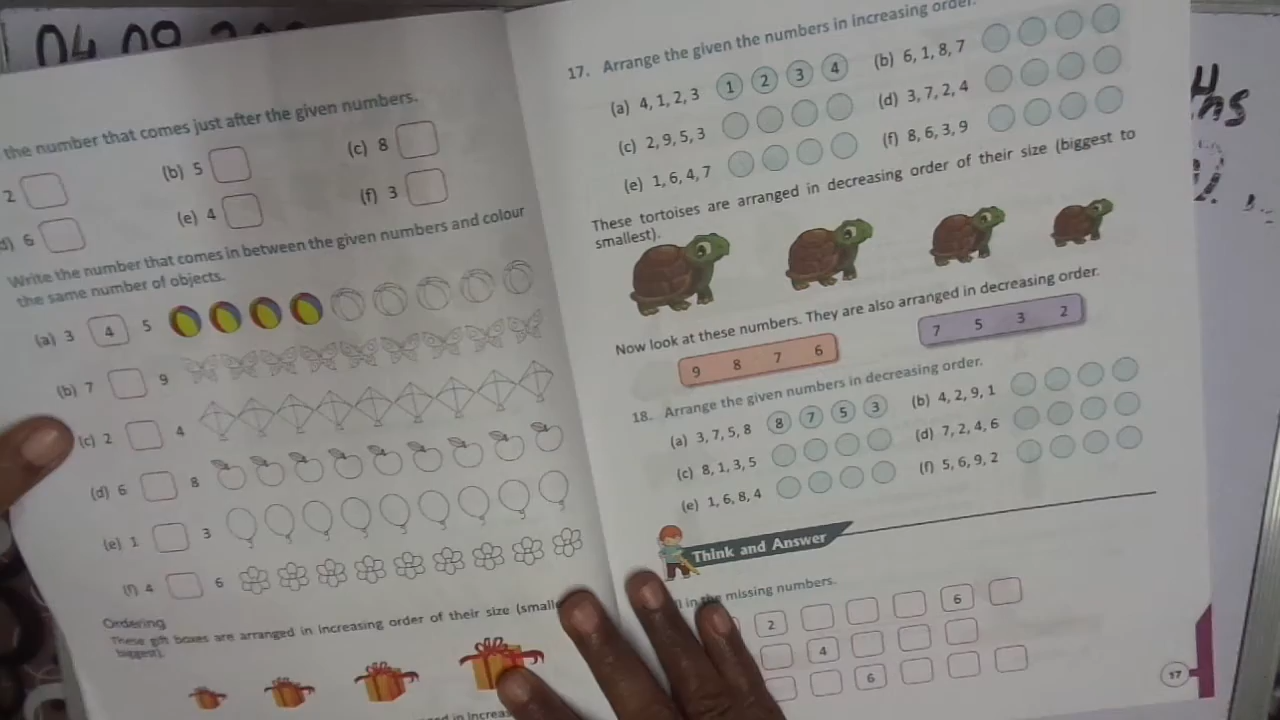 04 09
the number that comes just after the given numbers.
2
(b) 5
(c) 8
d) 6
(e) 4
(f) 3
Write the number that comes in between the given numbers and colour
the same number of objects.
(a) 3 4 5
(b) 7 9
(c) 2 4
(d) 6 8
(e) 1 3
(f) 4 6
Ordering
These gift boxes are arranged in increasing order of their size (small
biggest).
in increas
17. Arrange the given the numbers in increasing order.
(a) 4, 1, 2, 3 1 2 3 4
(b) 6, 1, 8, 7
(c) 2, 9, 5, 3
(d) 3, 7, 2, 4
(e) 1, 6, 4, 7
(f) 8, 6, 3, 9
These tortoises are arranged in decreasing order of their size (biggest to
smallest).
Now look at these numbers. They are also arranged in decreasing order.
9 8 7 6
7 5 3 2
18. Arrange the given numbers in decreasing order.
(a) 3, 7, 5, 8 8 7 5 3
(b) 4, 2, 9, 1
(c) 8, 1, 3, 5
(d) 7, 2, 4, 6
(e) 1, 6, 8, 4
(f) 5, 6, 9, 2
Think and Answer
in the missing numbers.
2 6
4
6
17